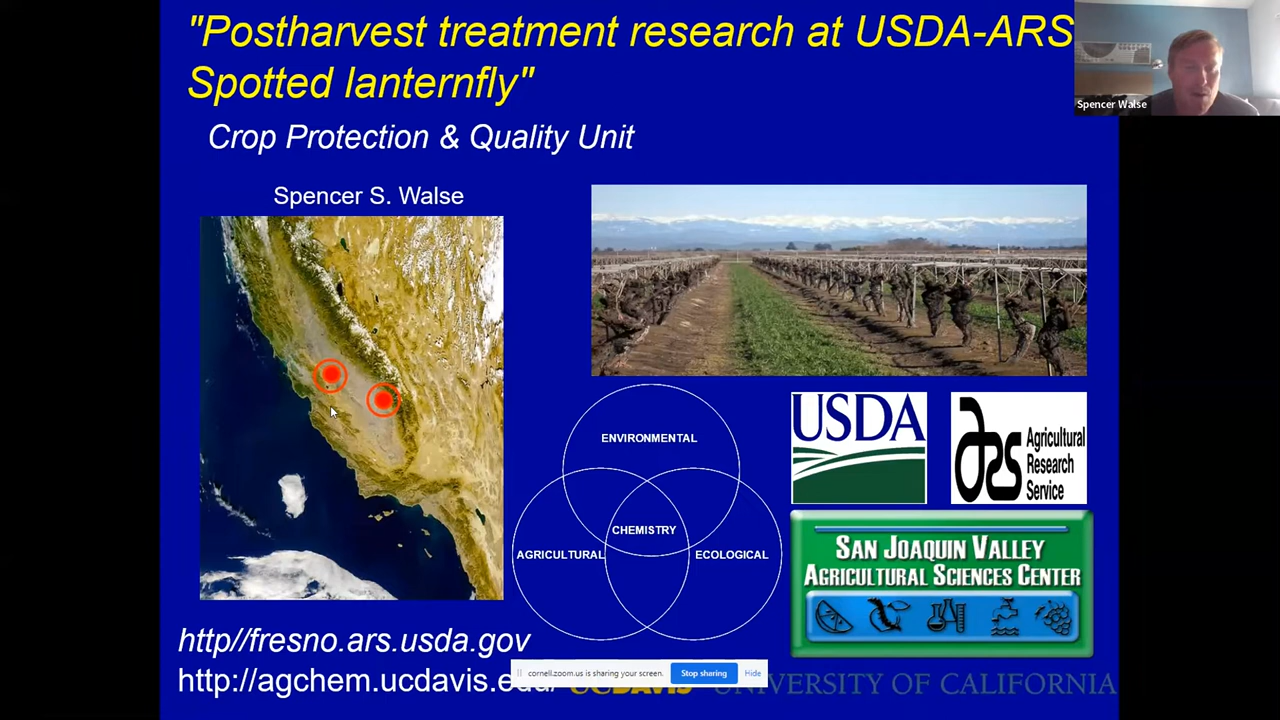 "Postharvest treatment research at USDA-ARS
Spotted lanternfly"
Spencer Walse
Crop Protection & Quality Unit
Spencer S. Walse
ENVIRONMENTAL
CHEMISTRY
AGRICULTURAL
ECOLOGICAL
USDA
ars Agricultural
Research
Service
SAN JOAQUIN VALLEY
AGRICULTURAL SCIENCES CENTER
http//fresno.ars.usda.gov
cornell.zoom.us is sharing your screen.
Stop sharing
Hide
http://agchem.ucdavis.edu/
UCDAVIS UNIVERSITY OF CALIFORNIA